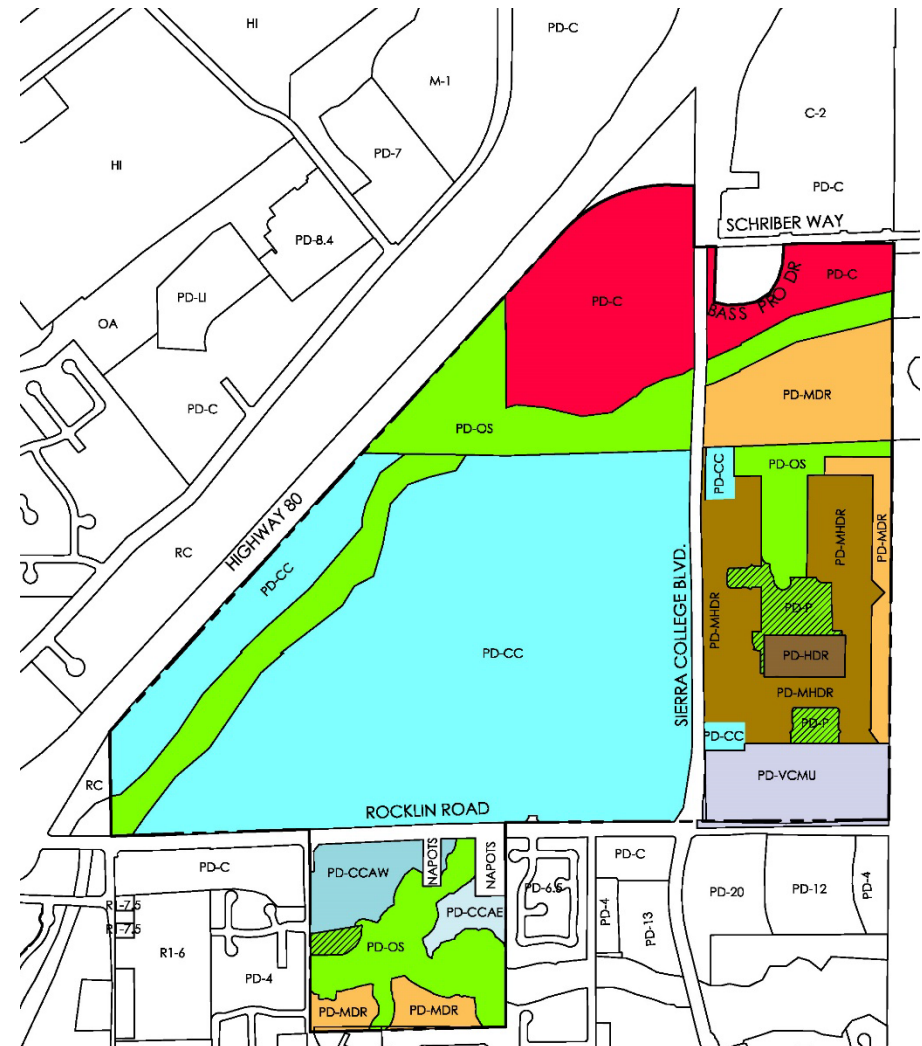 HI
PD-C
M-1
C-2
PD-7
HI
PD-C
SCHRIBER WAY
PD-8.4
PD-LI
PD-C
PD-C
BASS PRO DR
OA
PD-MDR
PD-C
PD-OS
PD-OS
PD-CC
HIGHWAY 80
RC
PD-MHDR
PD-MDR
PD-CC
SIERRA COLLEGE BLVD.
PD-MHDR
PD-P
PD-CC
PD-HDR
PD-MHDR
PD-P
PD-CC
RC
PD-VCMU
ROCKLIN ROAD
PD-C
PD-CCAW
NAPOTS
NAPOTS
PD-6.5
PD-C
PD-20
PD-12
PD-4
R1-7.5
R1-7.5
PD-CCAE
PD-4
PD-13
R1-6
PD-OS
PD-4
PD-MDR
PD-MDR